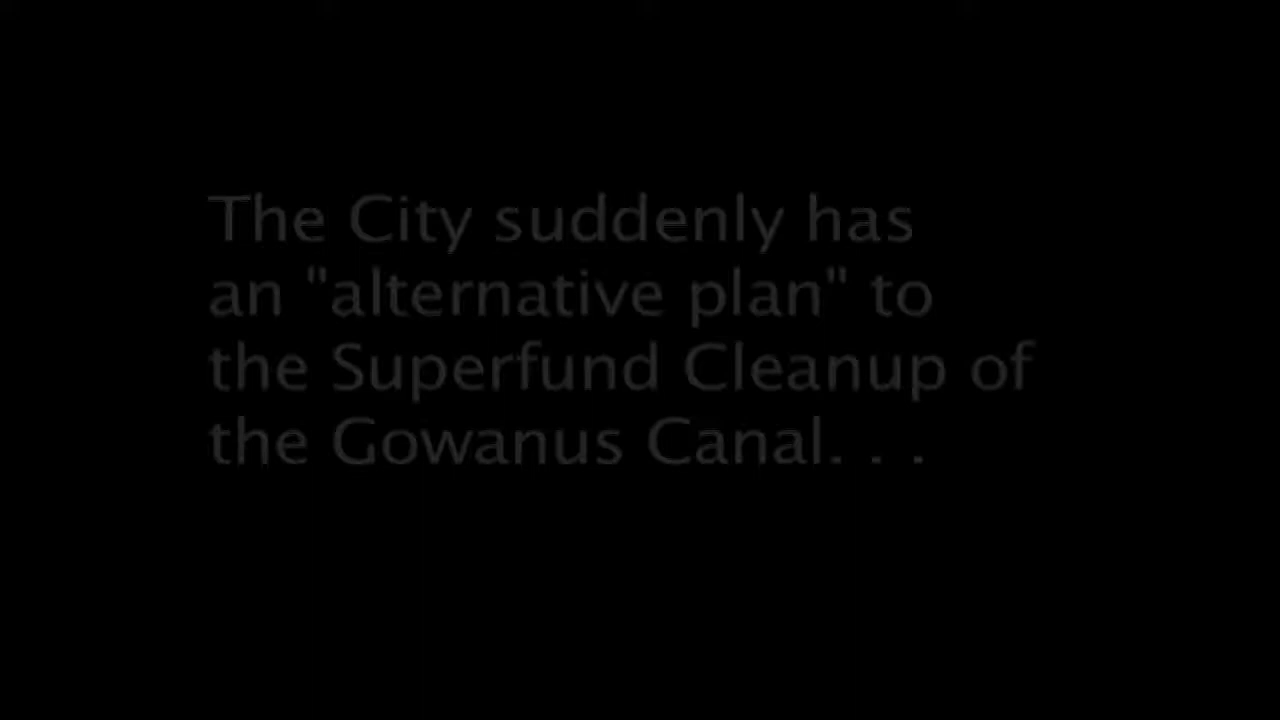 The City suddenly has
an "alternative plan" to
the Superfund Cleanup of
the Gowanus Canal. . .